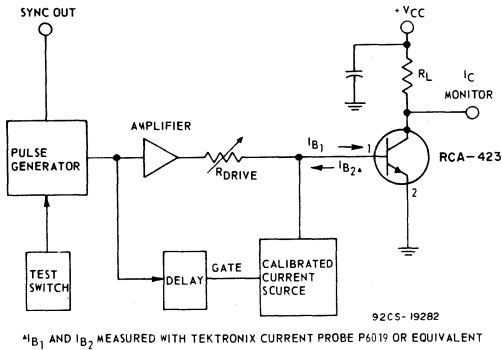 SYNC OUT
+ VCC
RL
IC
MONITOR
AMPLIFIER
PULSE
GENERATOR
RDRIVE
IB1
1
IB2▲
RCA-423
2
TEST
SWITCH
DELAY
GATE
CALIBRATED
CURRENT
SOURCE
92CS-19282
▲IB1 AND IB2 MEASURED WITH TEKTRONIX CURRENT PROBE P6019 OR EQUIVALENT